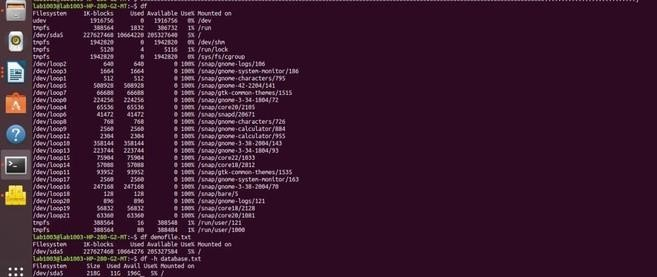 lab1003@lab1003-HP-280-G2-MT:~$ df
Filesystem 1K-blocks Used Available Use% Mounted on
udev 1916756 0 1916756 0% /dev
tmpfs 388564 1832 386732 1% /run
/dev/sda5 227627468 10664220 205327640 5% /
tmpfs 1942820 0 1942820 0% /dev/shm
tmpfs 5120 4 5116 1% /run/lock
tmpfs 1942820 0 1942820 0% /sys/fs/cgroup
/dev/loop2 640 640 0 100% /snap/gnome-logs/106
/dev/loop3 1664 1664 0 100% /snap/gnome-system-monitor/186
/dev/loop1 512 512 0 100% /snap/gnome-characters/795
/dev/loop5 508928 508928 0 100% /snap/gnome-42-2204/141
/dev/loop7 66816 66816 0 100% /snap/gtk-common-themes/1515
/dev/loop0 224256 224256 0 100% /snap/gnome-3-34-1804/72
/dev/loop4 65536 65536 0 100% /snap/core20/2105
/dev/loop6 41472 41472 0 100% /snap/snapd/20671
/dev/loop8 768 768 0 100% /snap/gnome-characters/726
/dev/loop9 2560 2560 0 100% /snap/gnome-calculator/884
/dev/loop12 2304 2304 0 100% /snap/gnome-calculator/955
/dev/loop10 358144 358144 0 100% /snap/gnome-3-38-2004/143
/dev/loop13 223744 223744 0 100% /snap/gnome-3-34-1804/93
/dev/loop15 75904 75904 0 100% /snap/core22/1033
/dev/loop14 57088 57088 0 100% /snap/core18/2812
/dev/loop11 93952 93952 0 100% /snap/gtk-common-themes/1535
/dev/loop17 2560 2560 0 100% /snap/gnome-system-monitor/163
/dev/loop16 247168 247168 0 100% /snap/gnome-3-38-2004/70
/dev/loop18 128 128 0 100% /snap/bare/5
/dev/loop20 896 896 0 100% /snap/gnome-logs/121
/dev/loop19 56832 56832 0 100% /snap/core18/2128
/dev/loop21 63360 63360 0 100% /snap/core20/1081
tmpfs 388564 16 388548 1% /run/user/121
tmpfs 388564 80 388484 1% /run/user/1000
lab1003@lab1003-HP-280-G2-MT:~$ df demofile.txt
Filesystem 1K-blocks Used Available Use% Mounted on
/dev/sda5 227627468 10664276 205327584 5% /
lab1003@lab1003-HP-280-G2-MT:~$ df -h database.txt
Filesystem Size Used Avail Use% Mounted on
/dev/sda5 218G 11G 196G 5% /